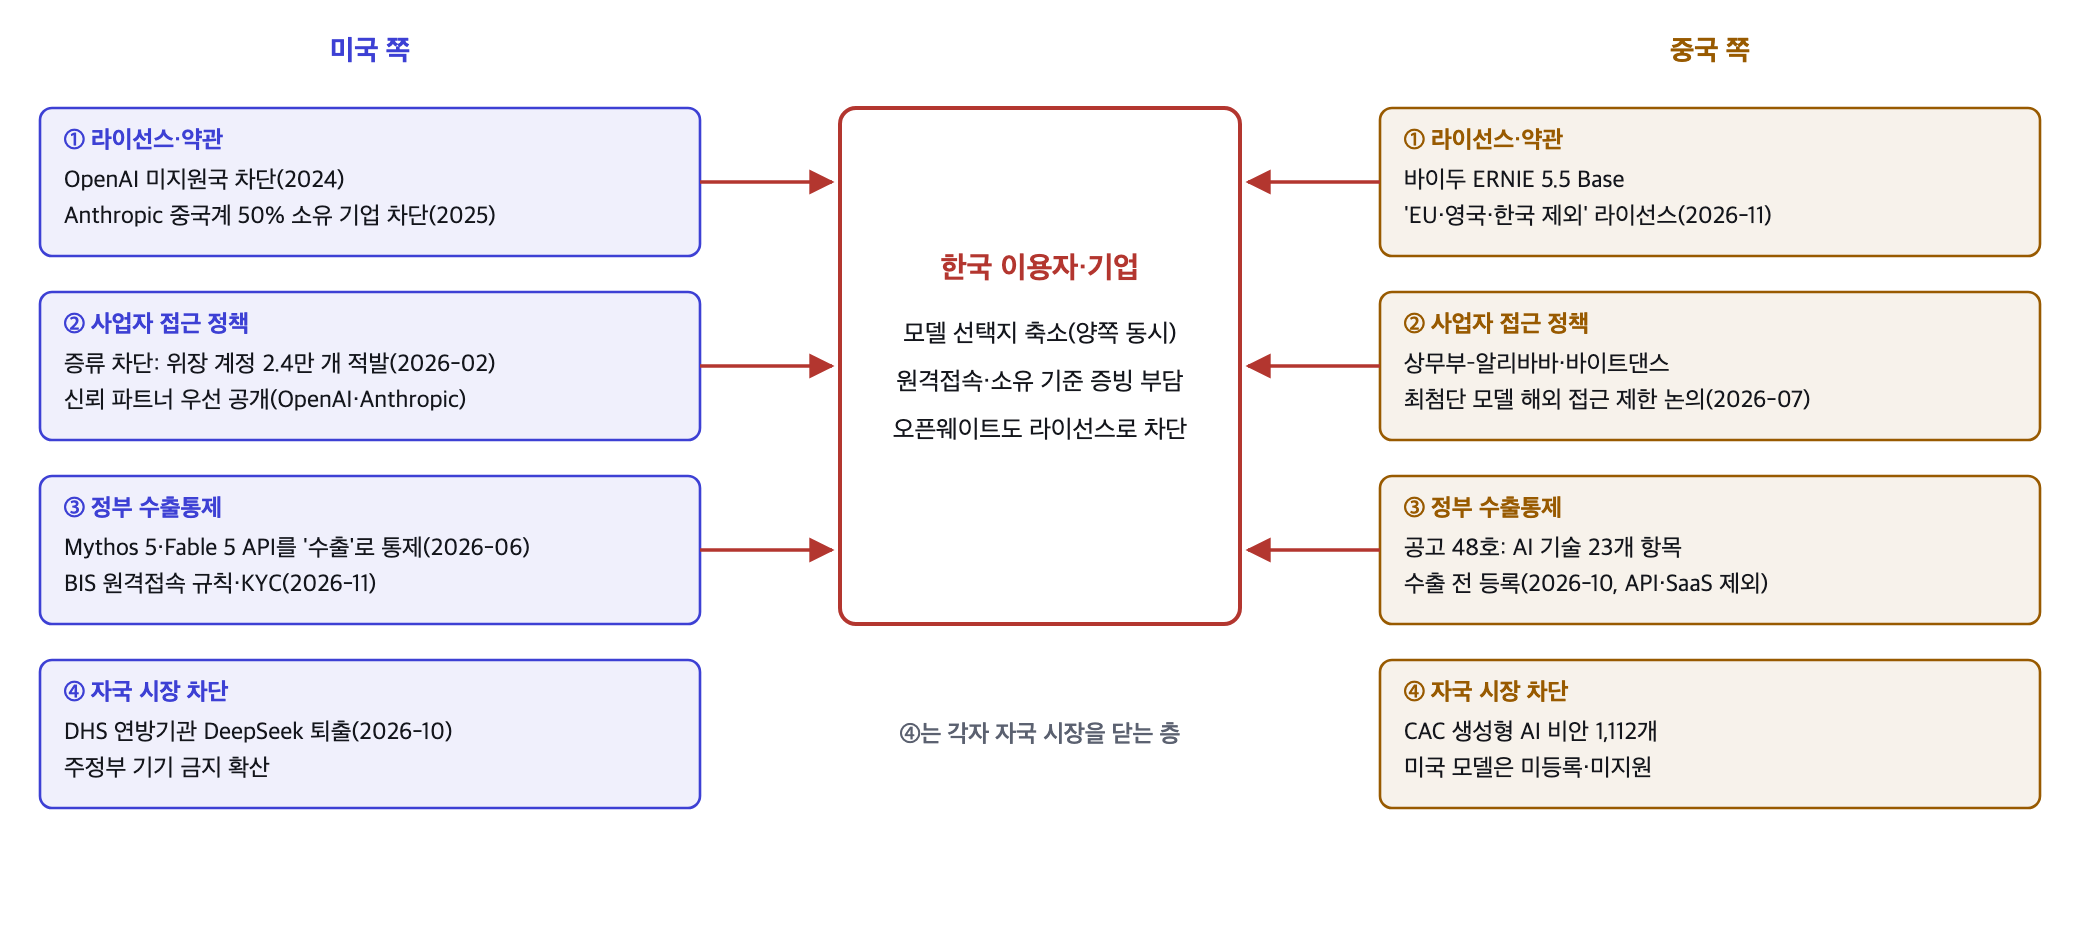 미국 쪽
① 라이선스·약관
OpenAI 미지원국 차단(2024)
Anthropic 중국계 50% 소유 기업 차단(2025)
② 사업자 접근 정책
증류 차단: 위장 계정 2.4만 개 적발(2026-02)
신뢰 파트너 우선 공개(OpenAI·Anthropic)
③ 정부 수출통제
Mythos 5·Fable 5 API를 '수출'로 통제(2026-06)
BIS 원격접속 규칙·KYC(2026-11)
④ 자국 시장 차단
DHS 연방기관 DeepSeek 퇴출(2026-10)
주정부 기기 금지 확산
한국 이용자·기업
모델 선택지 축소(양쪽 동시)
원격접속·소유 기준 증빙 부담
오픈웨이트도 라이선스로 차단
④는 각자 자국 시장을 닫는 층
중국 쪽
① 라이선스·약관
바이두 ERNIE 5.5 Base
'EU·영국·한국 제외' 라이선스(2026-11)
② 사업자 접근 정책
상무부-알리바바·바이트댄스
최첨단 모델 해외 접근 제한 논의(2026-07)
③ 정부 수출통제
공고 48호: AI 기술 23개 항목
수출 전 등록(2026-10, API·SaaS 제외)
④ 자국 시장 차단
CAC 생성형 AI 비안 1,112개
미국 모델은 미등록·미지원